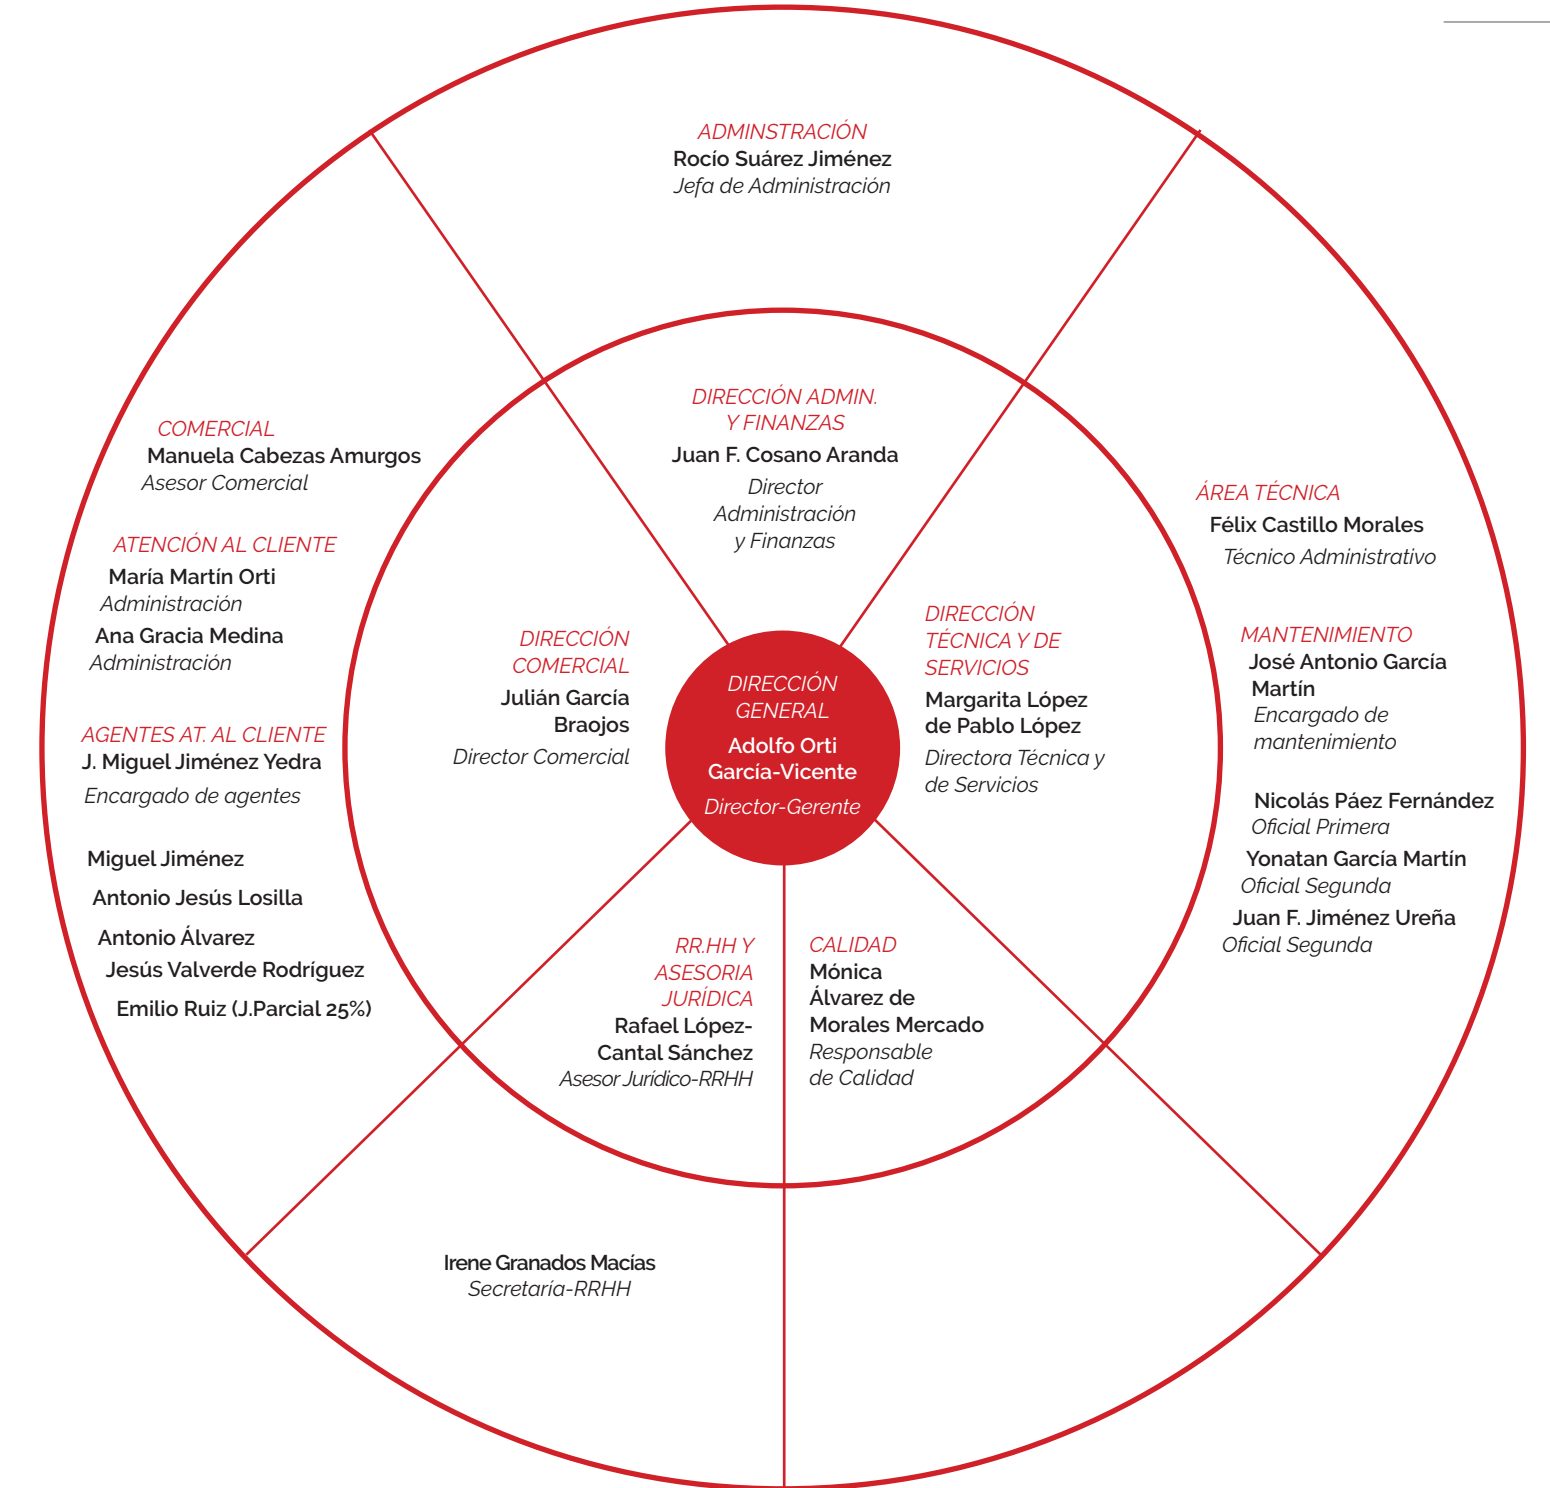 ADMINSTRACIÓN
Rocío Suárez Jiménez
Jefa de Administración
DIRECCIÓN ADMIN.
Y FINANZAS
Juan F. Cosano Aranda
Director
Administración
y Finanzas
COMERCIAL
Manuela Cabezas Amurgos
Asesor Comercial
ATENCIÓN AL CLIENTE
María Martín Orti
Administración
Ana Gracia Medina
Administración
AGENTES AT. AL CLIENTE
J. Miguel Jiménez Yedra
Encargado de agentes
Miguel Jiménez
Antonio Jesús Losilla
Antonio Álvarez
Jesús Valverde Rodríguez
Emilio Ruiz (J.Parcial 25%)
DIRECCIÓN
COMERCIAL
Julián García
Braojos
Director Comercial
DIRECCIÓN
GENERAL
Adolfo Orti
García-Vicente
Director-Gerente
DIRECCIÓN
TÉCNICA Y DE
SERVICIOS
Margarita López
de Pablo López
Directora Técnica y
de Servicios
ÁREA TÉCNICA
Félix Castillo Morales
Técnico Administrativo
MANTENIMIENTO
José Antonio García
Martín
Encargado de
mantenimiento
Nicolás Páez Fernández
Oficial Primera
Yonatan García Martín
Oficial Segunda
Juan F. Jiménez Ureña
Oficial Segunda
RR.HH Y
ASESORIA
JURÍDICA
Rafael López-
Cantal Sánchez
Asesor Jurídico-RRHH
CALIDAD
Mónica
Álvarez de
Morales Mercado
Responsable
de Calidad
Irene Granados Macías
Secretaría-RRHH